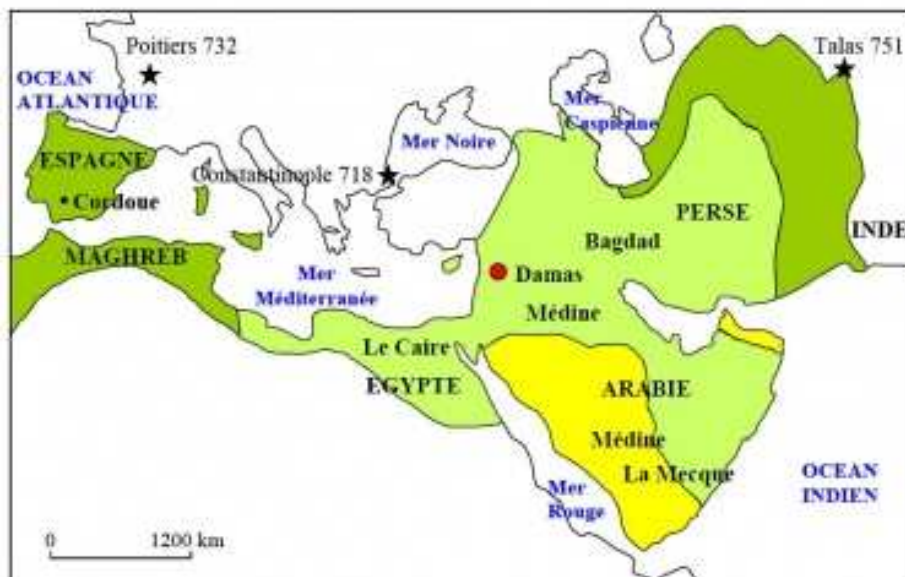 Poitiers 732
Talas 751
OCEAN
ATLANTIQUE
Mer
Caspienne
Mer Noire
ESPAGNE
Constantinople 718
Cordoue
PERSE
INDE
Bagdad
MAGHREB
Mer
Méditerranée
Damas
Médine
Le Caire
EGYPTE
ARABIE
Médine
La Mecque
OCEAN
INDIEN
Mer
Rouge
0 1200 km